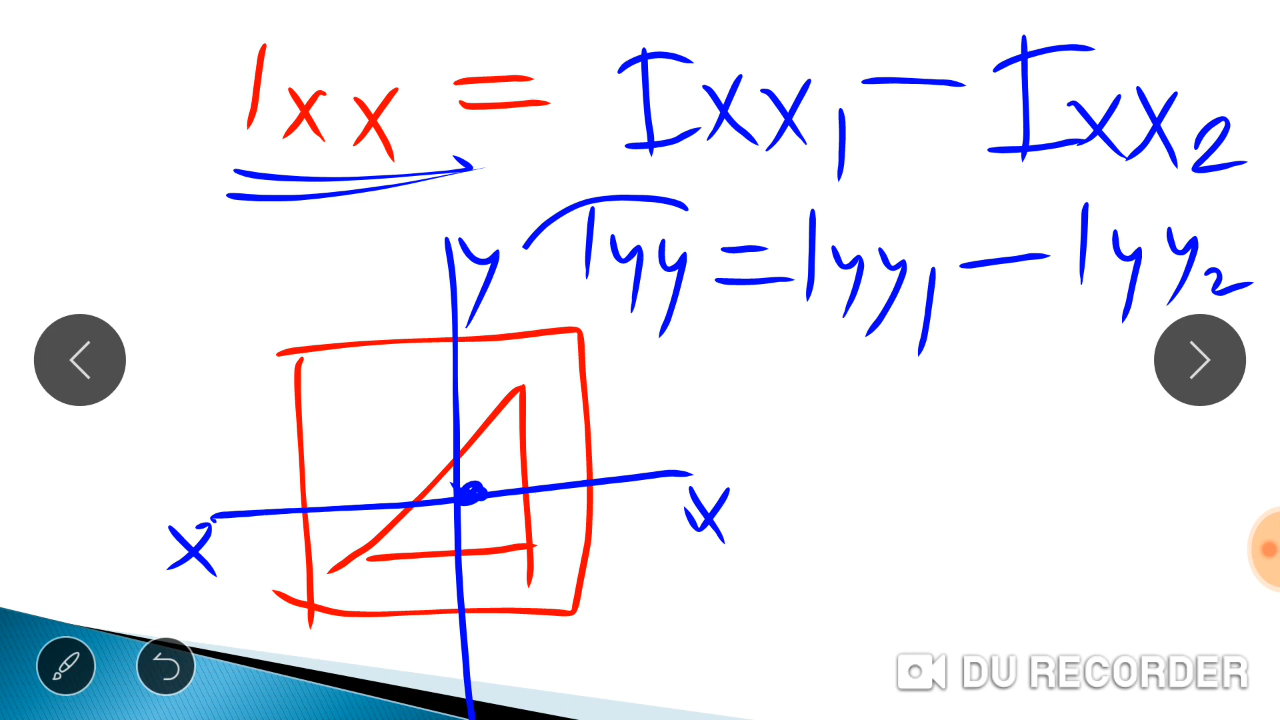 Ixx = Ixx1 - Ixx2
y Iyy = Iyy1 - Iyy2
x x
DU RECORDER